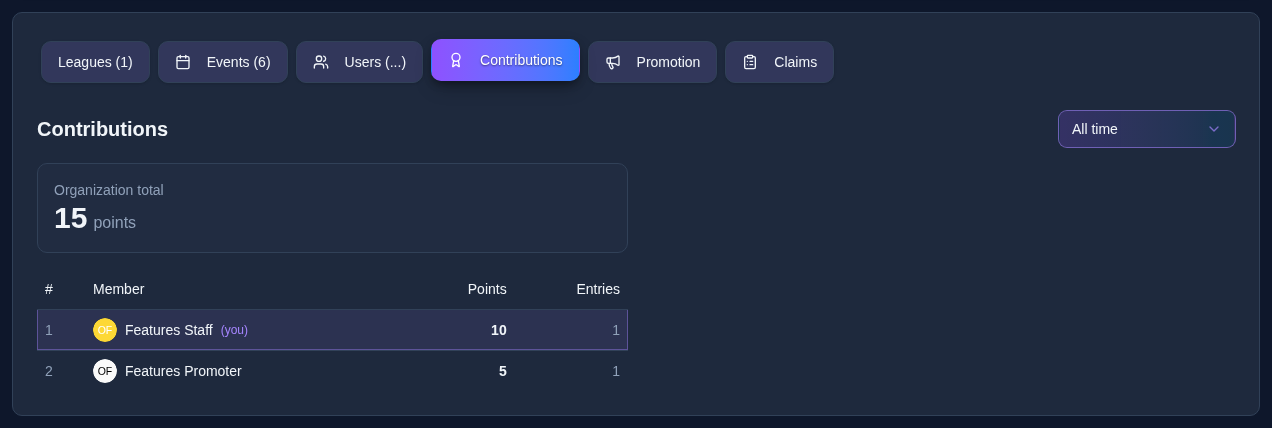 Leagues (1) Events (6) Users (...) Contributions Promotion Claims
Contributions All time
Organization total
15 points
# Member Points Entries
1 OF Features Staff (you) 10 1
2 OF Features Promoter 5 1